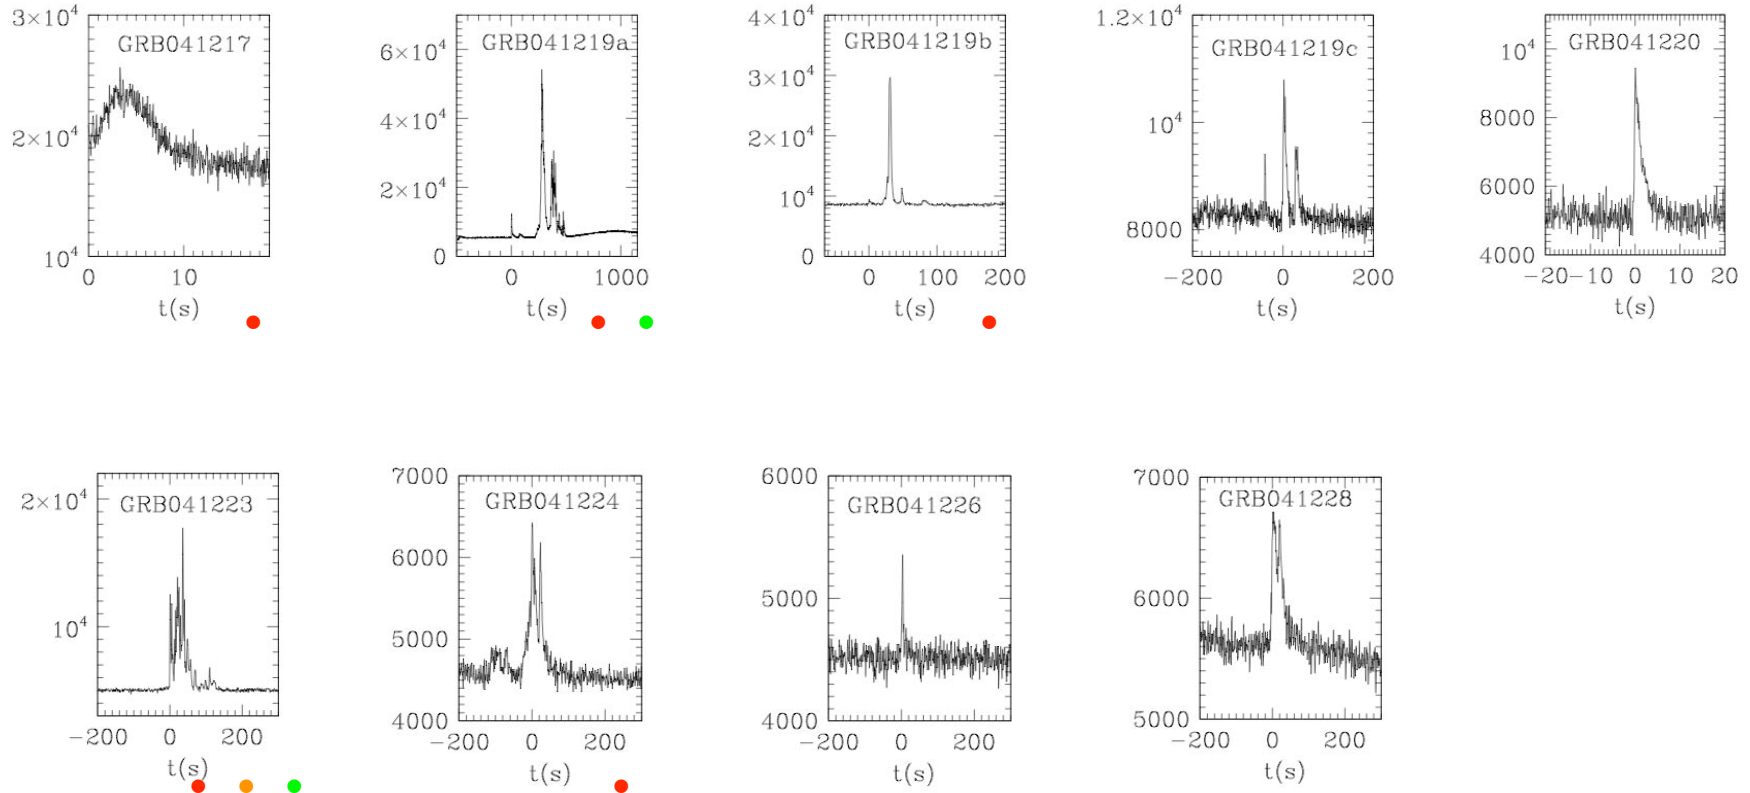 GRB041217
3×10⁴
2×10⁴
10⁴
0 10
t(s)
GRB041219a
6×10⁴
4×10⁴
2×10⁴
0
0 1000
t(s)
GRB041219b
4×10⁴
3×10⁴
2×10⁴
10⁴
0
0 100 200
t(s)
GRB041219c
1.2×10⁴
10⁴
8000
-200 0 200
t(s)
GRB041220
10⁴
8000
6000
4000
-20 -10 0 10 20
t(s)
GRB041223
2×10⁴
10⁴
-200 0 200
t(s)
GRB041224
7000
6000
5000
4000
-200 0 200
t(s)
GRB041226
6000
5000
4000
-200 0 200
t(s)
GRB041228
7000
6000
5000
-200 0 200
t(s)